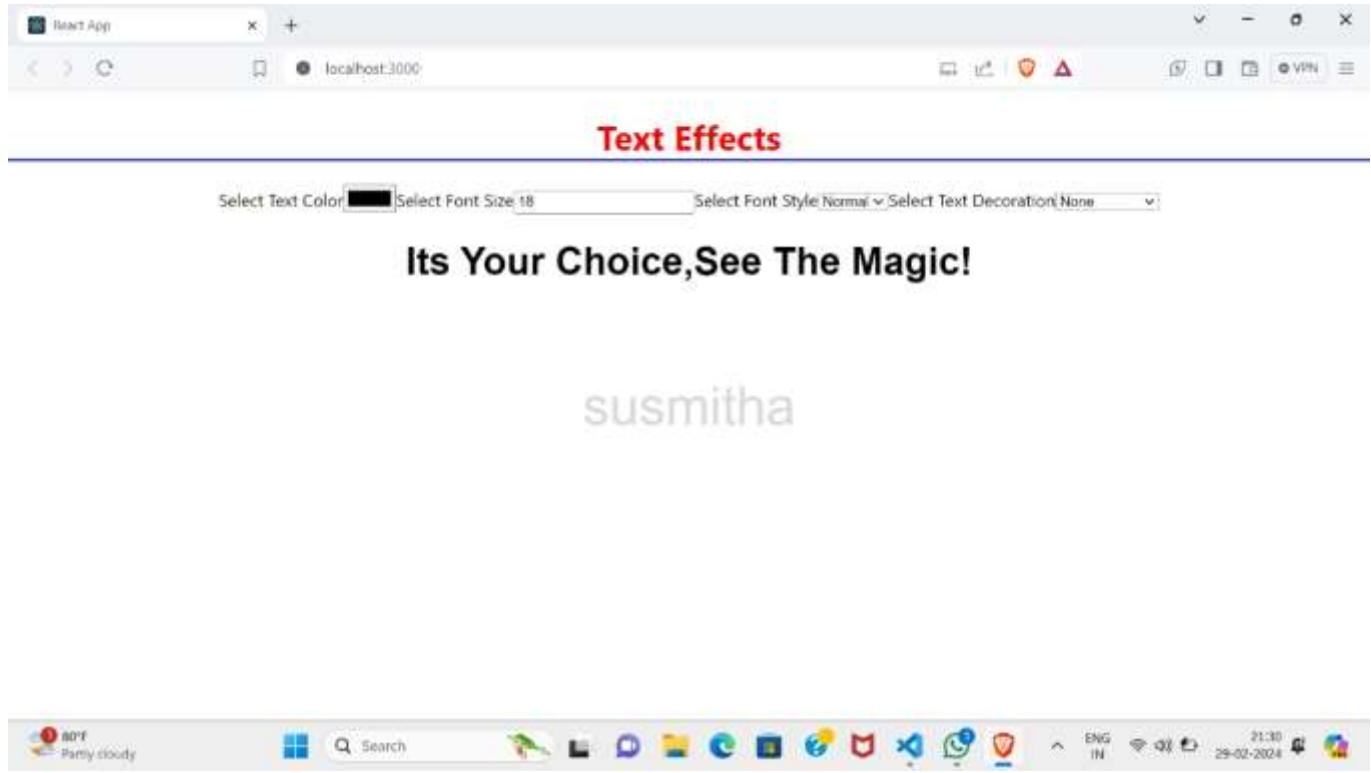 React App
localhost:3000
VPN
Text Effects
Select Text Color Select Font Size 18 Select Font Style Normal Select Text Decoration None
Its Your Choice,See The Magic!
susmitha
1 80°F
Partly cloudy
Search
ENG
IN
21:30
29-02-2024